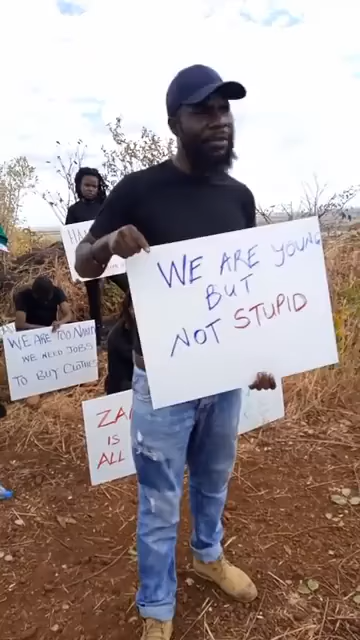 WE ARE YOUNG
BUT
NOT STUPID
WE ARE TOO NAKED
WE NEED JOBS
TO BUY CLOTHES
ZA
IS
ALL